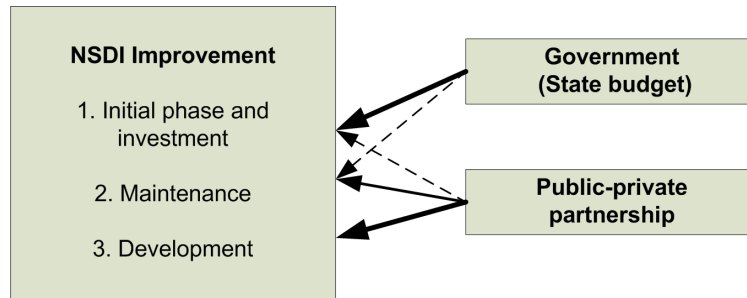 NSDI Improvement
1. Initial phase and
investment
2. Maintenance
3. Development
Government
(State budget)
Public-private
partnership